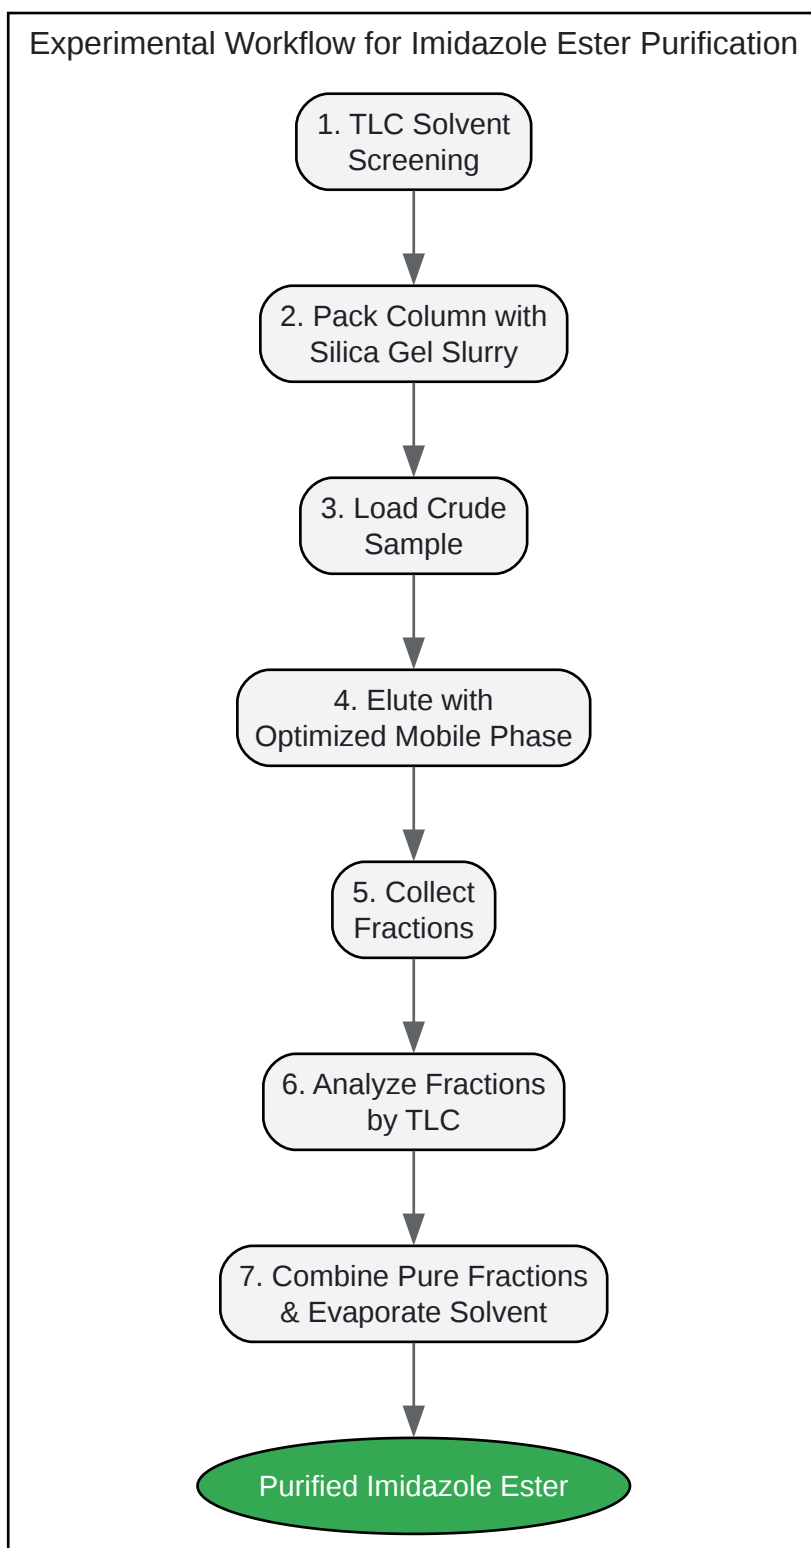 Experimental Workflow for Imidazole Ester Purification
1. TLC Solvent
Screening
2. Pack Column with
Silica Gel Slurry
3. Load Crude
Sample
4. Elute with
Optimized Mobile Phase
5. Collect
Fractions
6. Analyze Fractions
by TLC
7. Combine Pure Fractions
& Evaporate Solvent
Purified Imidazole Ester